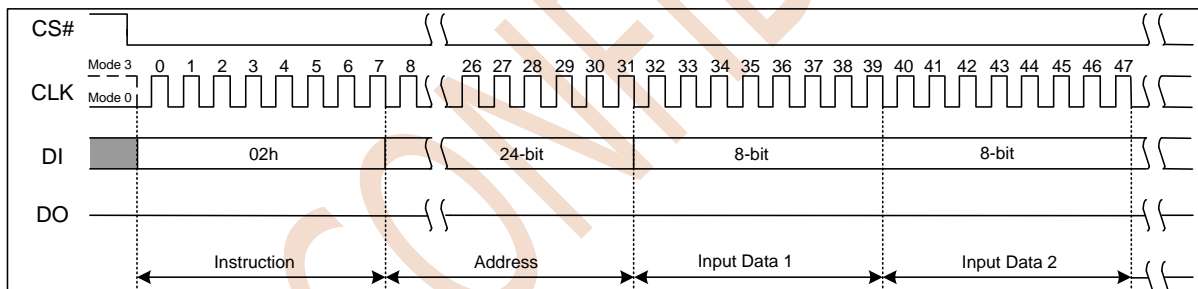 CS#
Mode 3 0 1 2 3 4 5 6 7 8 26 27 28 29 30 31 32 33 34 35 36 37 38 39 40 41 42 43 44 45 46 47
CLK
Mode 0
DI 02h 24-bit 8-bit 8-bit
DO
Instruction Address Input Data 1 Input Data 2